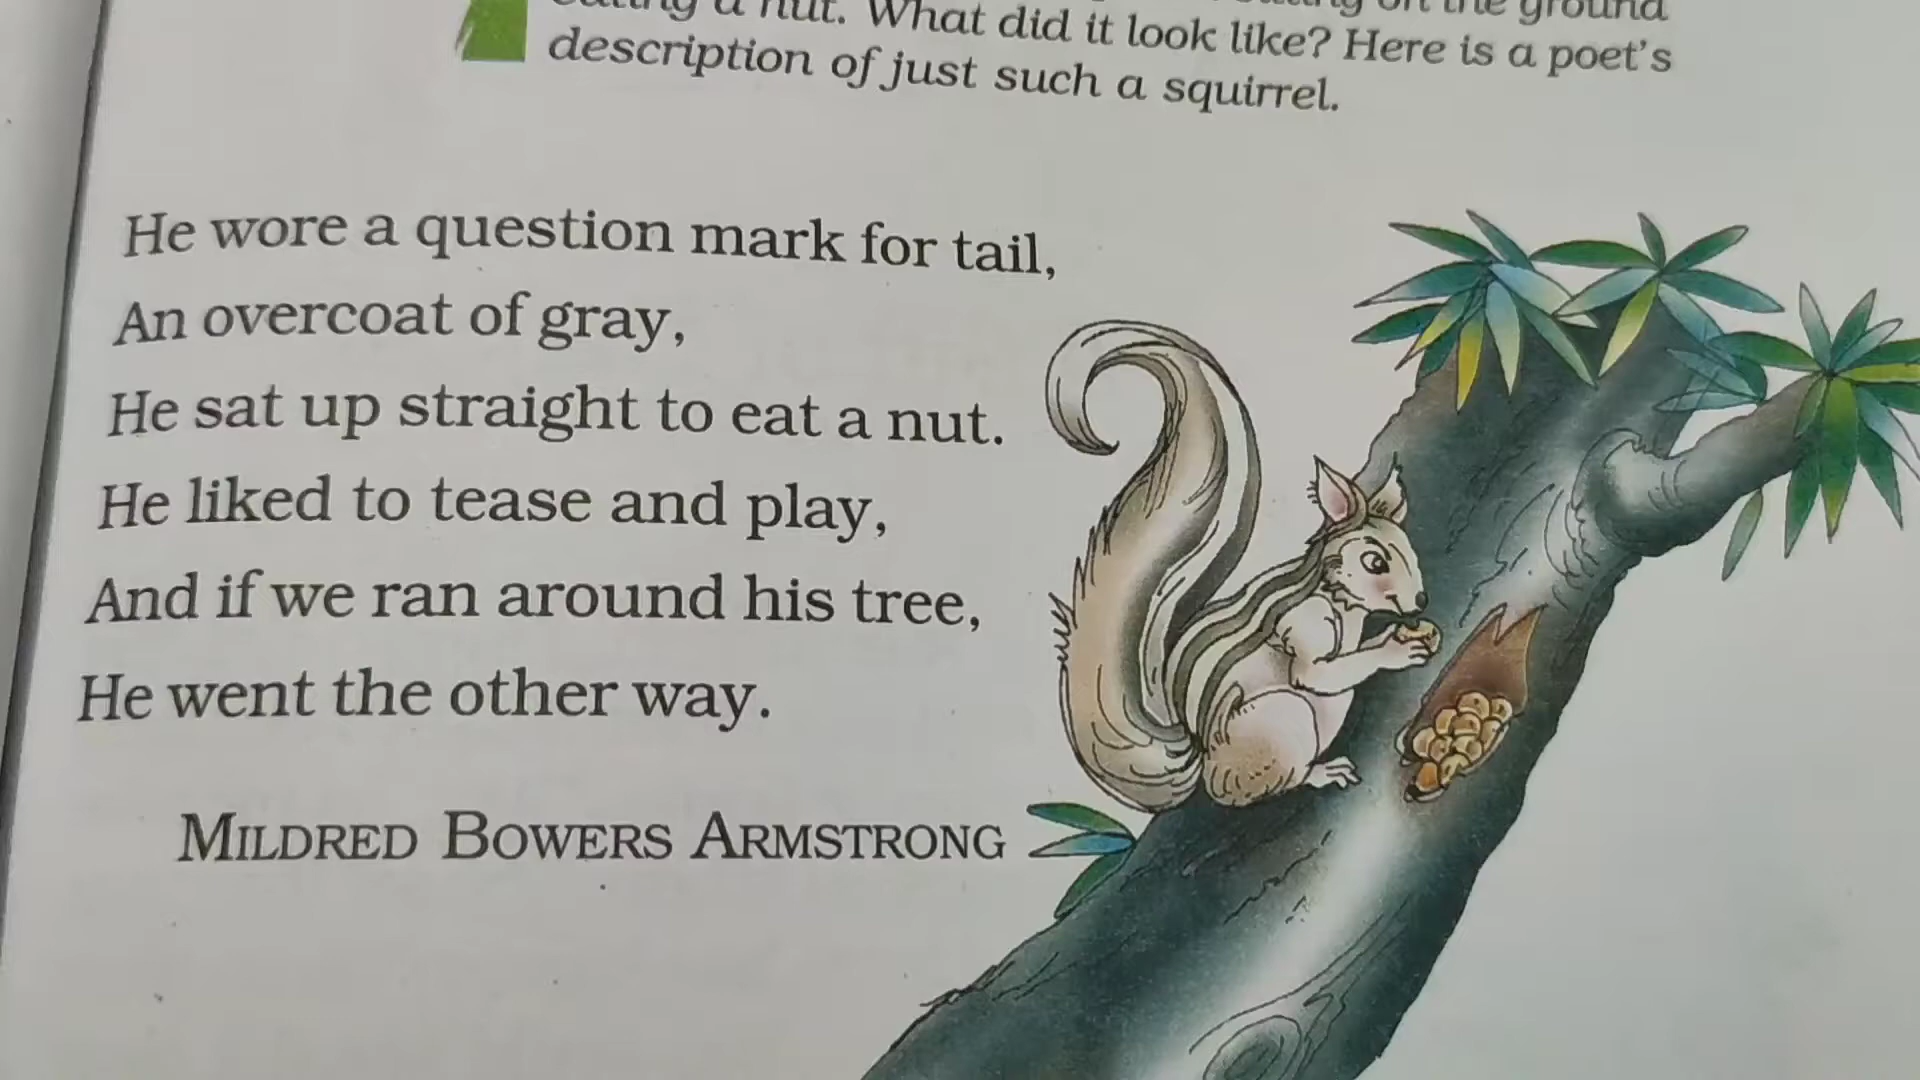 a nut. What did it look like? Here is a poet's
description of just such a squirrel.
He wore a question mark for tail,
An overcoat of gray,
He sat up straight to eat a nut.
He liked to tease and play,
And if we ran around his tree,
He went the other way.
MILDRED BOWERS ARMSTRONG